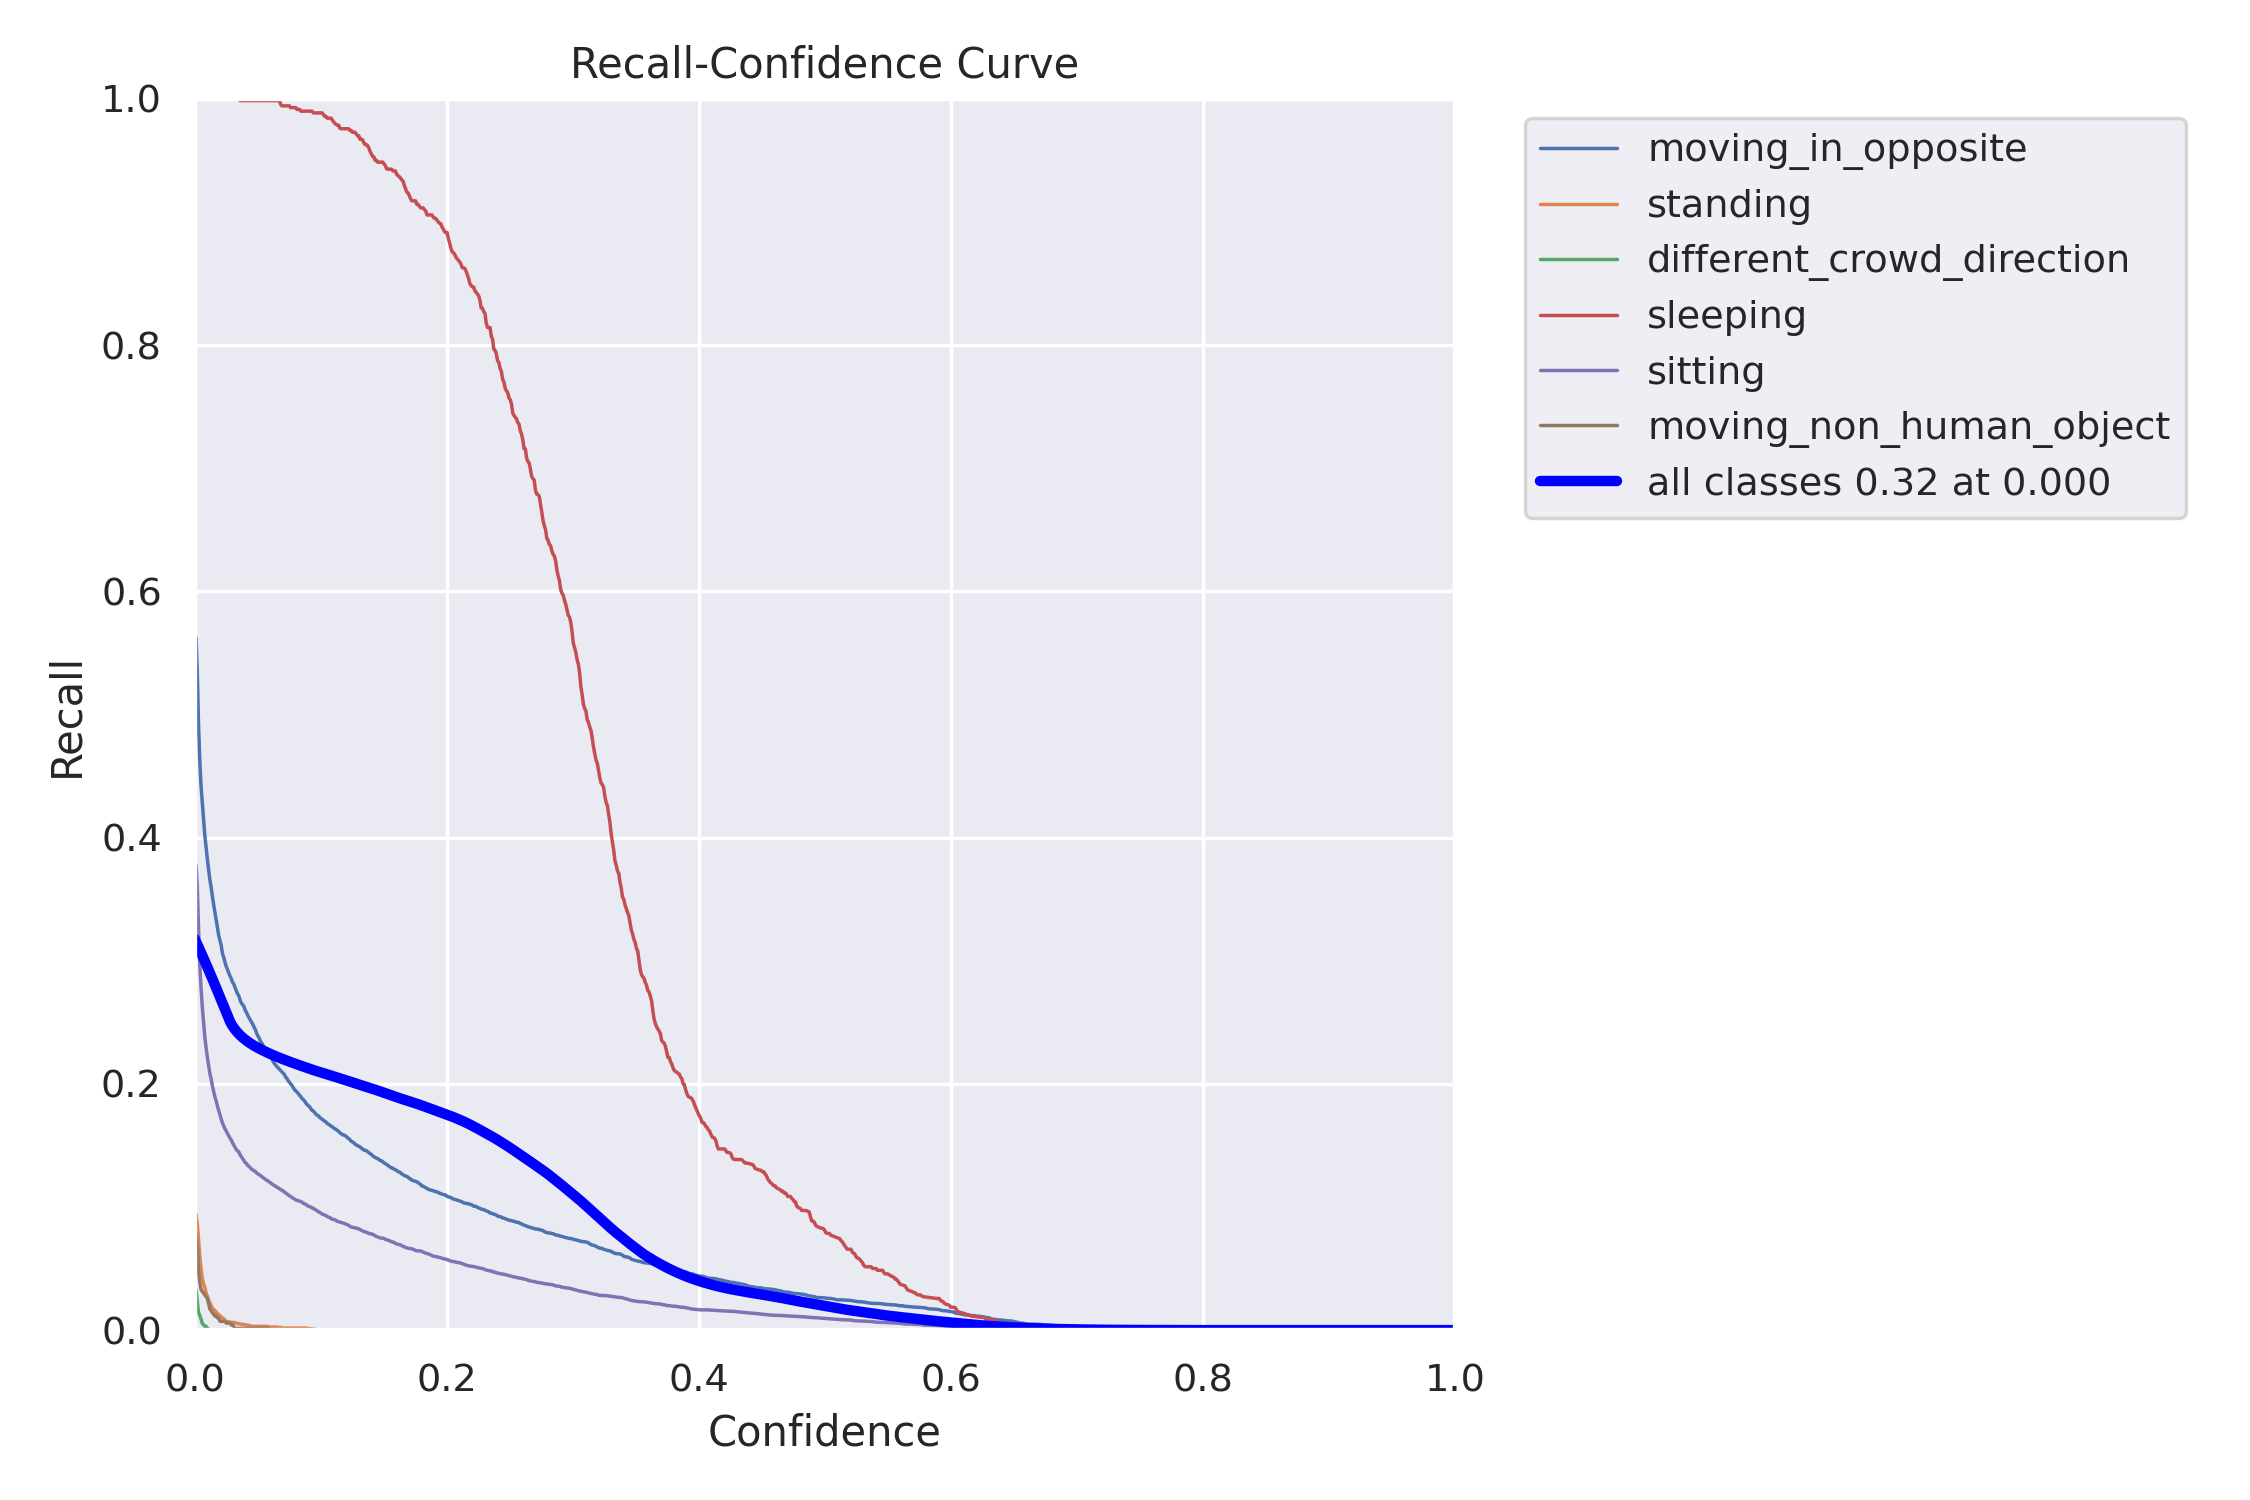 Recall-Confidence Curve
1.0
0.8
0.6
0.4
0.2
0.0
Recall
0.0 0.2 0.4 0.6 0.8 1.0
Confidence
moving_in_opposite
standing
different_crowd_direction
sleeping
sitting
moving_non_human_object
all classes 0.32 at 0.000